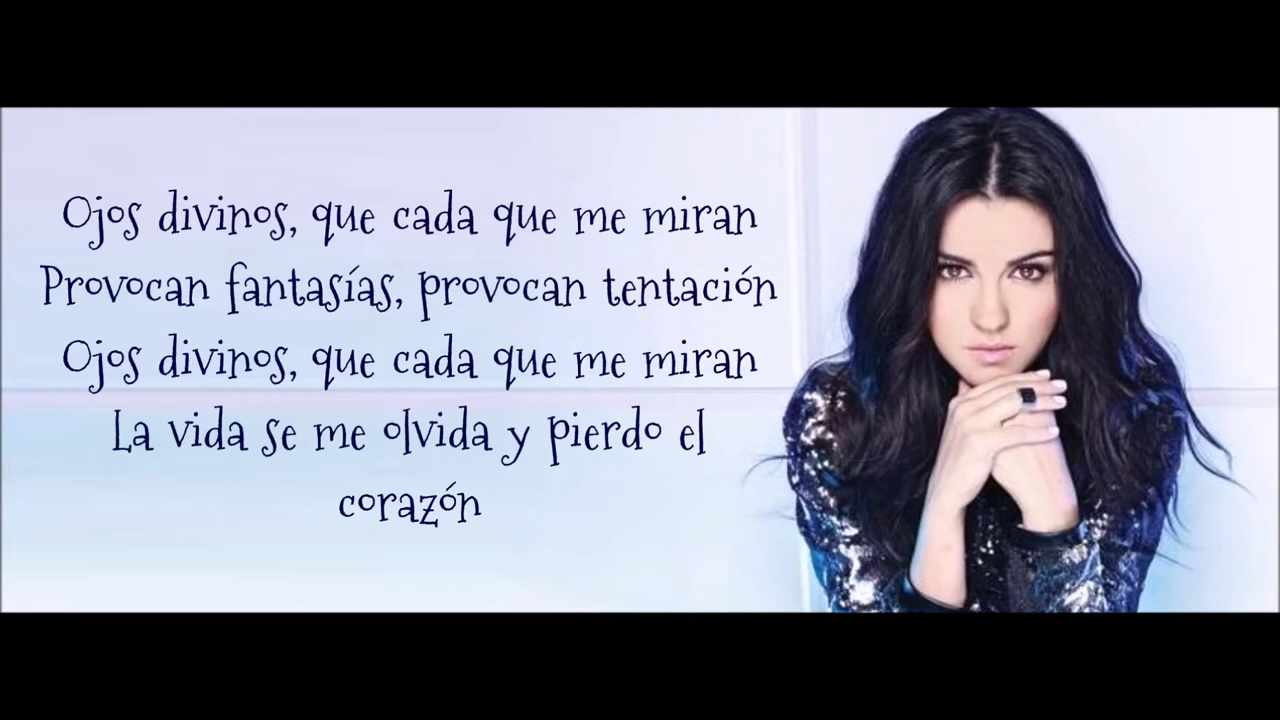 Ojos divinos, que cada que me miran
Provocan fantasías, provocan tentación
Ojos divinos, que cada que me miran
La vida se me olvida y pierdo el
corazón